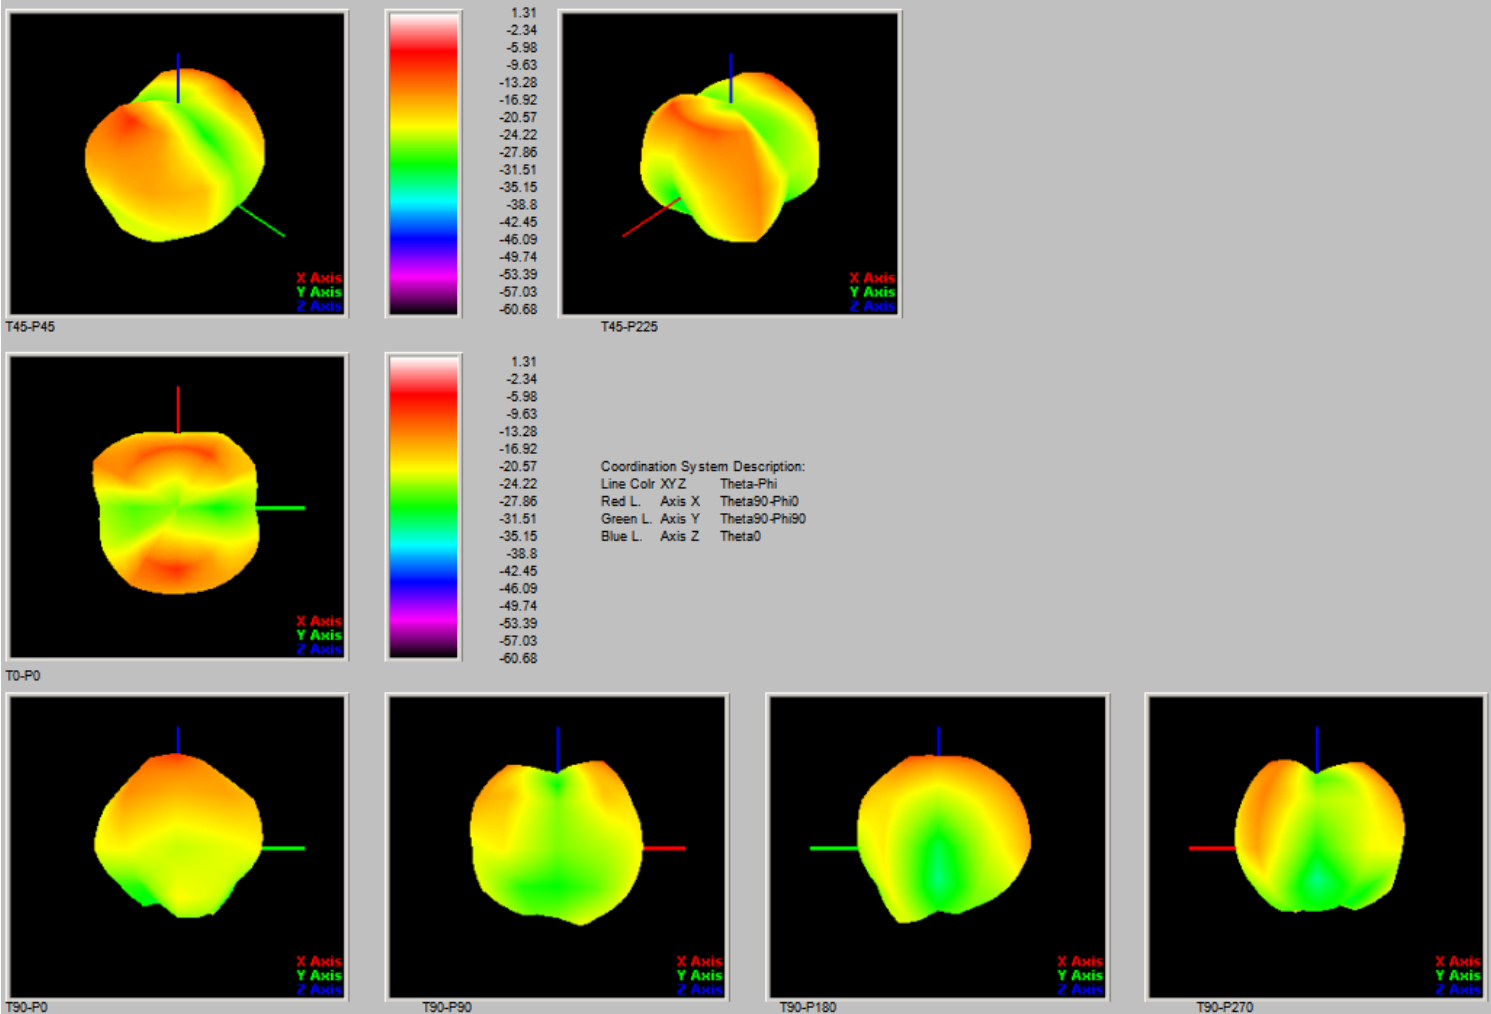 1.31
-2.34
-5.98
-9.63
-13.28
-16.92
-20.57
-24.22
-27.86
-31.51
-35.15
-38.8
-42.45
-46.09
-49.74
-53.39
-57.03
-60.68
X Axis
Y Axis
Z Axis
X Axis
Y Axis
Z Axis
T45-P45
T45-P225
1.31
-2.34
-5.98
-9.63
-13.28
-16.92
-20.57
-24.22
-27.86
-31.51
-35.15
-38.8
-42.45
-46.09
-49.74
-53.39
-57.03
-60.68
Coordination System Description:
Line Colr XYZ Theta-Phi
Red L. Axis X Theta90-Phi0
Green L. Axis Y Theta90-Phi90
Blue L. Axis Z Theta0
X Axis
Y Axis
Z Axis
T0-P0
X Axis
Y Axis
Z Axis
X Axis
Y Axis
Z Axis
X Axis
Y Axis
Z Axis
X Axis
Y Axis
Z Axis
T90-P0
T90-P90
T90-P180
T90-P270